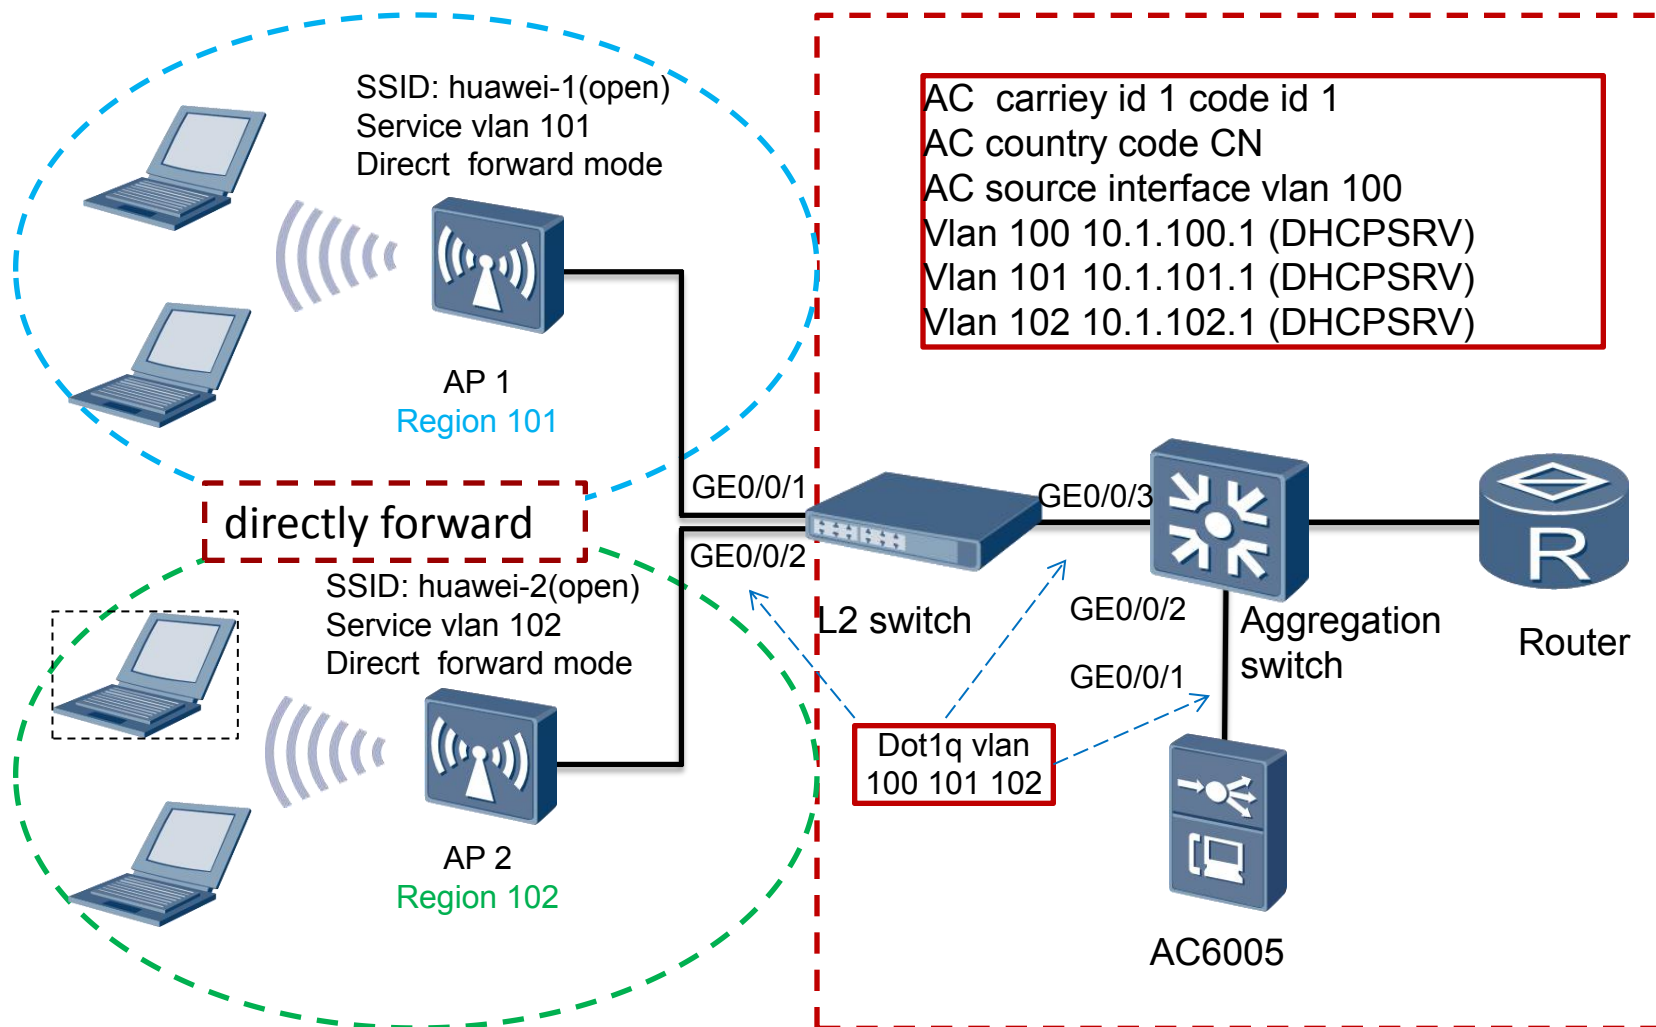 SSID: huawei-1(open)
Service vlan 101
Direcrt  forward mode
AP 1
Region 101
directly forward
SSID: huawei-2(open)
Service vlan 102
Direcrt  forward mode
AP 2
Region 102
AC  carriey id 1 code id 1
AC country code CN
AC source interface vlan 100
Vlan 100 10.1.100.1 (DHCPSRV)
Vlan 101 10.1.101.1 (DHCPSRV)
Vlan 102 10.1.102.1 (DHCPSRV)
GE0/0/1
GE0/0/2
GE0/0/3
L2 switch
GE0/0/2
GE0/0/1
Aggregation
switch
R
Router
Dot1q vlan
100 101 102
AC6005